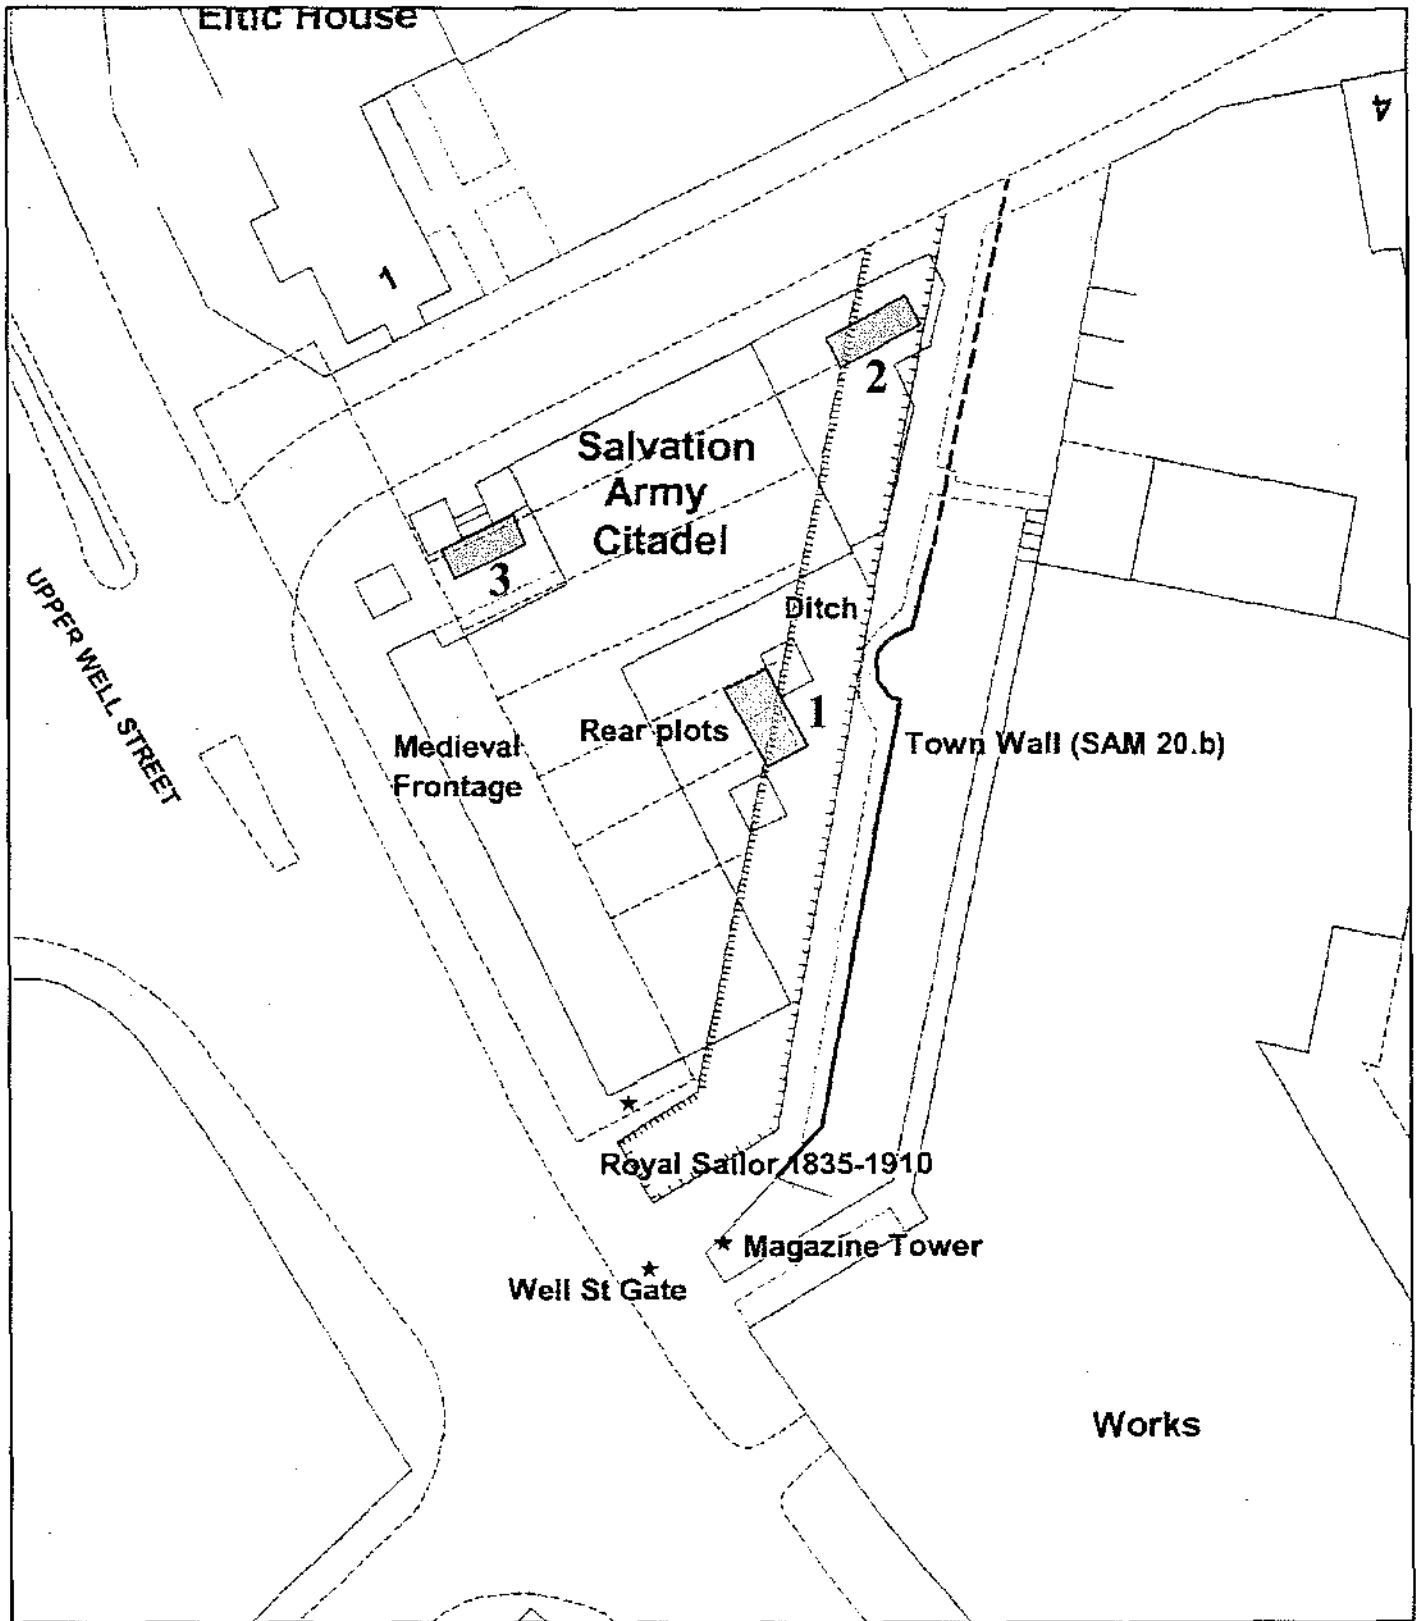 Eltic House
4
1
2
Salvation
Army
Citadel
3
UPPER WELL STREET
Ditch
1
Rear plots
Medieval
Frontage
Town Wall (SAM 20.b)
Royal Sailor 1835-1910
Magazine Tower
Well St Gate
Works